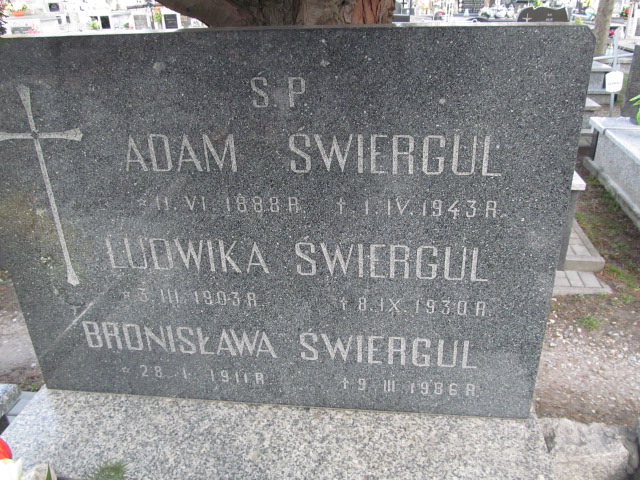 Ś. P.
ADAM ŚWIERGUL
* 11. VI. 1888 R. † 1. IV. 1943 R.
LUDWIKA ŚWIERGUL
* 3. III. 1903 R. † 8. IX. 1930 R.
BRONISŁAWA ŚWIERGUL
* 28. I. 1911 R. † 9. III. 1986 R.